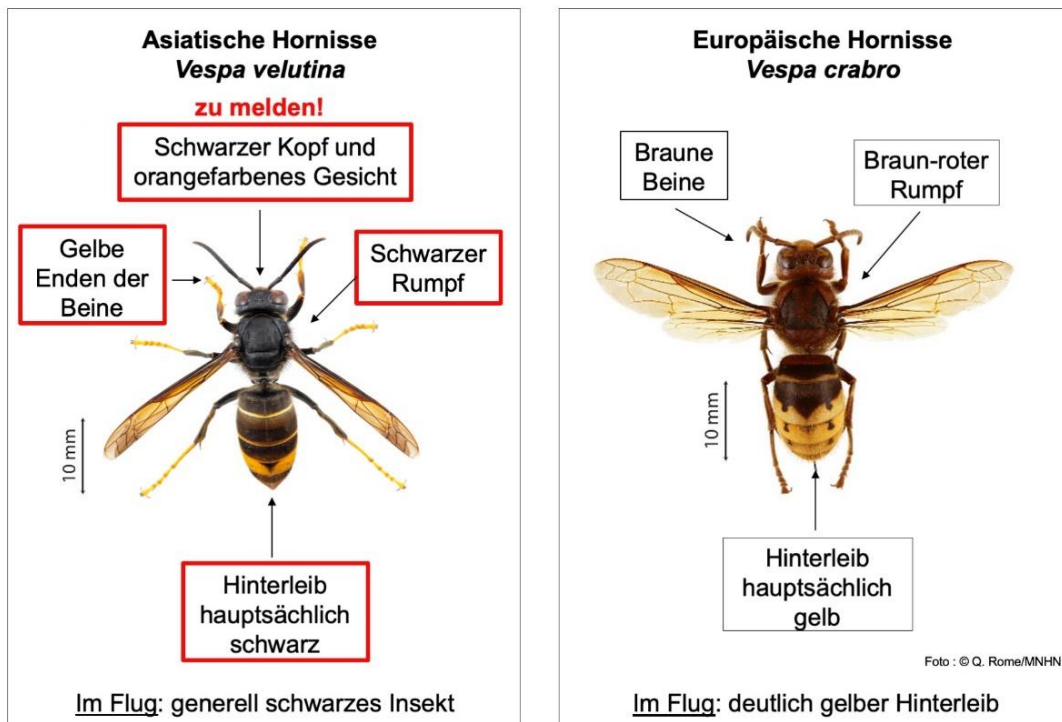 Asiatische Hornisse
Vespa velutina
zu melden!
Schwarzer Kopf und
orangefarbenes Gesicht
Gelbe
Enden der
Beine
Schwarzer
Rumpf
10 mm
Hinterleib
hauptsächlich
schwarz
Im Flug: generell schwarzes Insekt
Europäische Hornisse
Vespa crabro
Braune
Beine
Braun-roter
Rumpf
10 mm
Hinterleib
hauptsächlich
gelb
Foto : © Q. Rome/MNHN
Im Flug: deutlich gelber Hinterleib